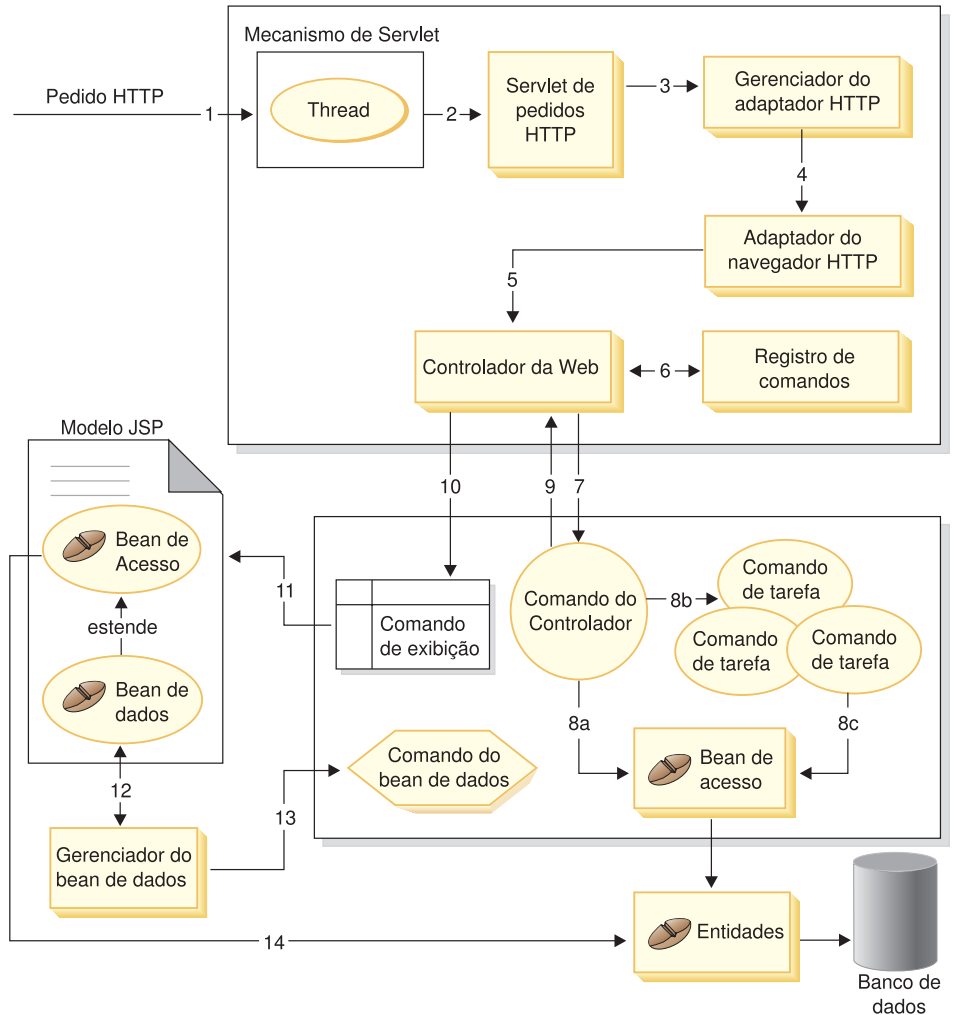 Mecanismo de Servlet
Pedido HTTP
1
Thread
2
Servlet de
pedidos
HTTP
3
Gerenciador do
adaptador HTTP
4
Adaptador do
navegador HTTP
5
Controlador da Web
6
Registro de
comandos
Modelo JSP
10
9
7
Bean de
Acesso
estende
Bean de
dados
11
Comando
de exibição
Comando do
Controlador
8b
Comando
de tarefa
Comando
de tarefa
Comando
de tarefa
8a
8c
Comando do
bean de dados
Bean de
acesso
12
13
Gerenciador do
bean de dados
14
Entidades
Banco de
dados